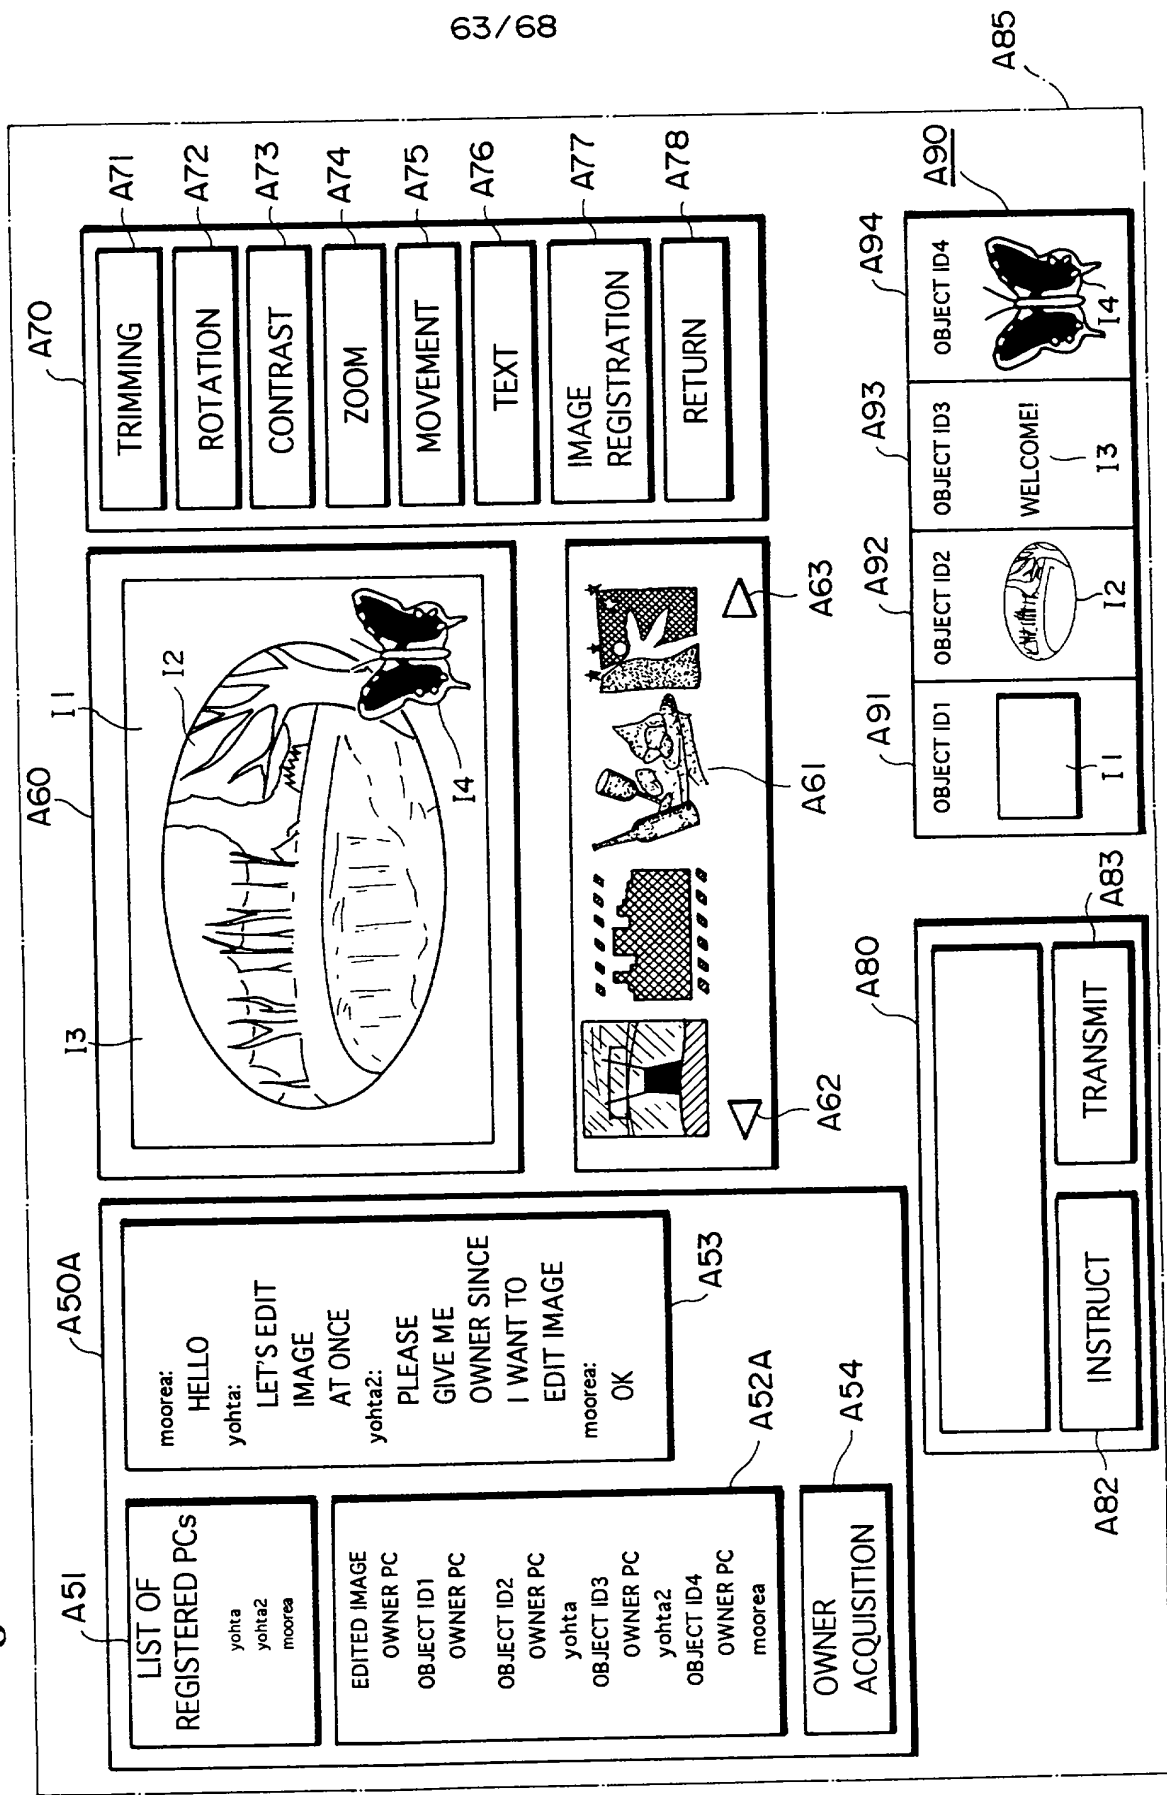 63/68
A85
A50A
A51
LIST OF
REGISTERED PCs
yohta
yohta2
moorea
moorea:
HELLO
yohta:
LET'S EDIT
IMAGE
AT ONCE
yohta2:
PLEASE
GIVE ME
OWNER SINCE
I WANT TO
EDIT IMAGE
moorea:
OK
A53
EDITED IMAGE
OWNER PC
OBJECT ID1
OWNER PC
OBJECT ID2
OWNER PC
yohta
OBJECT ID3
OWNER PC
yohta2
OBJECT ID4
OWNER PC
moorea
A52A
OWNER
ACQUISITION
A54
A60
I3
I1
I2
I4
A61
A62
A63
A70
TRIMMING
A71
ROTATION
A72
CONTRAST
A73
ZOOM
A74
MOVEMENT
A75
TEXT
A76
IMAGE
REGISTRATION
A77
RETURN
A78
A80
INSTRUCT
A82
TRANSMIT
A83
A90
A91
OBJECT ID1
I1
A92
OBJECT ID2
I2
A93
OBJECT ID3
WELCOME!
I3
A94
OBJECT ID4
I4